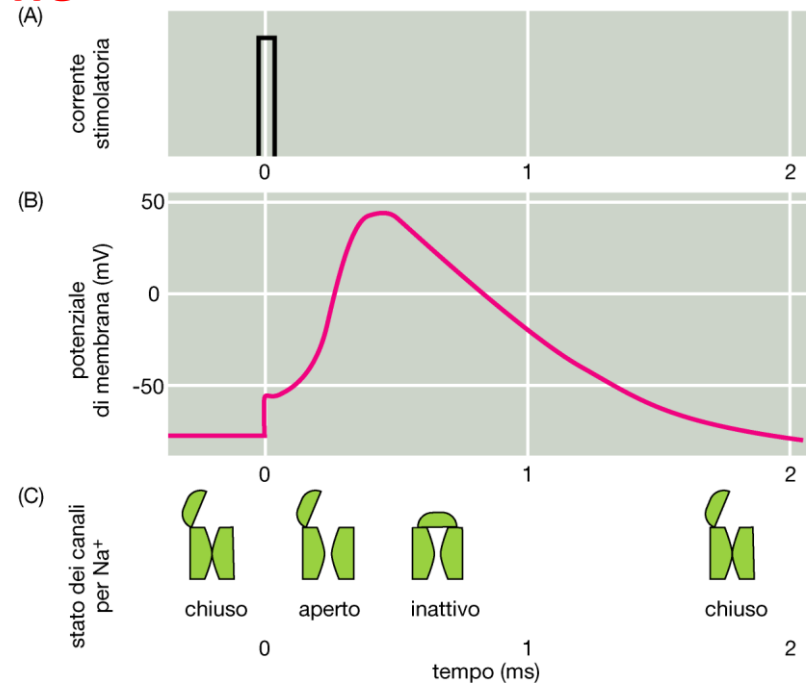 (A)
corrente
stimolatoria
0
1
2
(B)
potenziale
di membrana (mV)
50
0
-50
0
1
2
(C)
stato dei canali
per Na⁺
chiuso
aperto
inattivo
chiuso
0
1
2
tempo (ms)